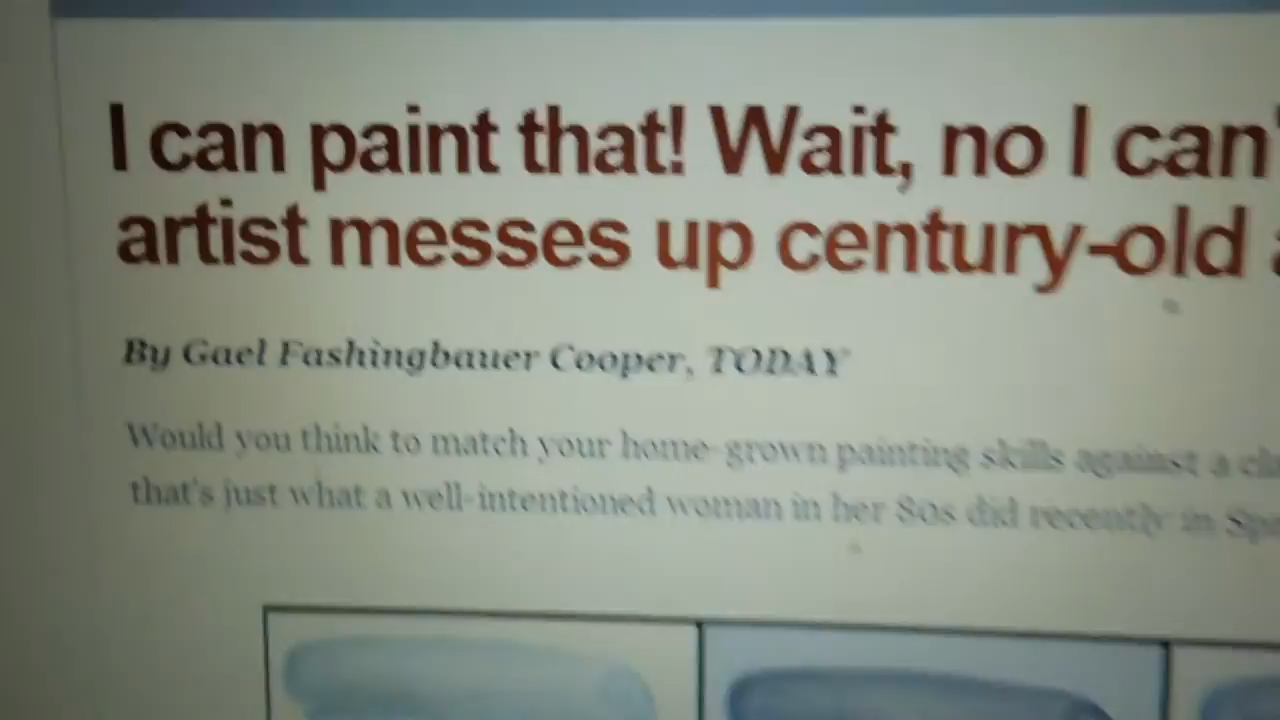 I can paint that! Wait, no I can'
artist messes up century-old
By Gael Fashingbauer Cooper, TODAY
Would you think to match your home-grown painting skills against a
that's just what a well-intentioned woman in her 80s did recently in